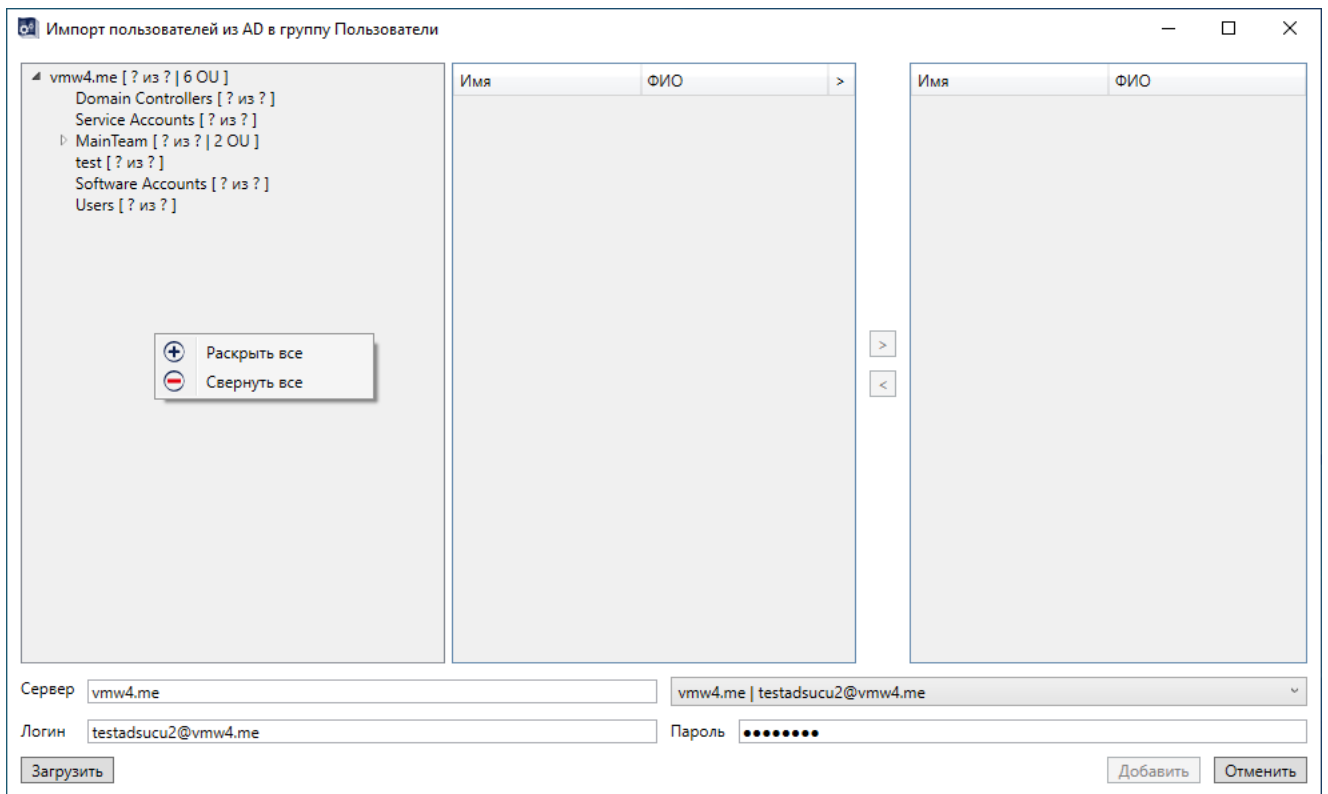 Импорт пользователей из AD в группу Пользователи
vmw4.me [ ? из ? | 6 OU ]
Domain Controllers [ ? из ? ]
Service Accounts [ ? из ? ]
MainTeam [ ? из ? | 2 OU ]
test [ ? из ? ]
Software Accounts [ ? из ? ]
Users [ ? из ? ]
Раскрыть все
Свернуть все
Имя ФИО >
>
<
Имя ФИО
Сервер vmw4.me vmw4.me | testadsucu2@vmw4.me
Логин testadsucu2@vmw4.me Пароль ●●●●●●●●
Загрузить Добавить Отменить